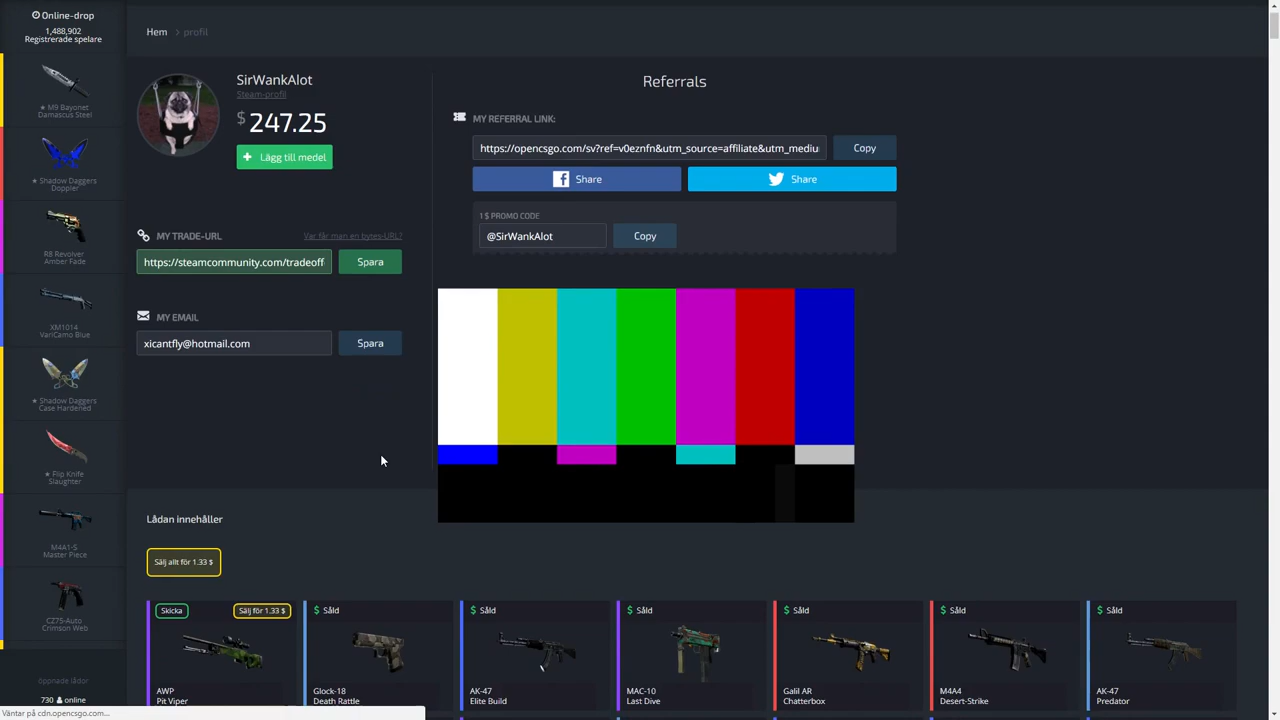 Online-drop
1,488,902
Registrerade spelare
★ M9 Bayonet
Damascus Steel
★ Shadow Daggers
Doppler
R8 Revolver
Amber Fade
XM1014
VariCamo Blue
★ Shadow Daggers
Case Hardened
★ Flip Knife
Slaughter
M4A1-S
Master Piece
CZ75-Auto
Crimson Web
öppnade lådor
730 online
Hem > profil
SirWankAlot
Steam-profil
$ 247.25
+ Lägg till medel
MY TRADE-URL
Var får man en bytes-URL?
https://steamcommunity.com/tradeoff
Spara
MY EMAIL
xicantfly@hotmail.com
Spara
Referrals
MY REFERRAL LINK:
https://opencsgo.com/sv?ref=v0eznfn&utm_source=affiliate&utm_mediu
Copy
Share
Share
1 $ PROMO CODE
@SirWankAlot
Copy
Lådan innehåller
Sälj allt för 1.33 $
Skicka
Sälj för 1.33 $
AWP
Pit Viper
$ Såld
Glock-18
Death Rattle
$ Såld
AK-47
Elite Build
$ Såld
MAC-10
Last Dive
$ Såld
Galil AR
Chatterbox
$ Såld
M4A4
Desert-Strike
$ Såld
AK-47
Predator
Väntar på cdn.opencsgo.com...